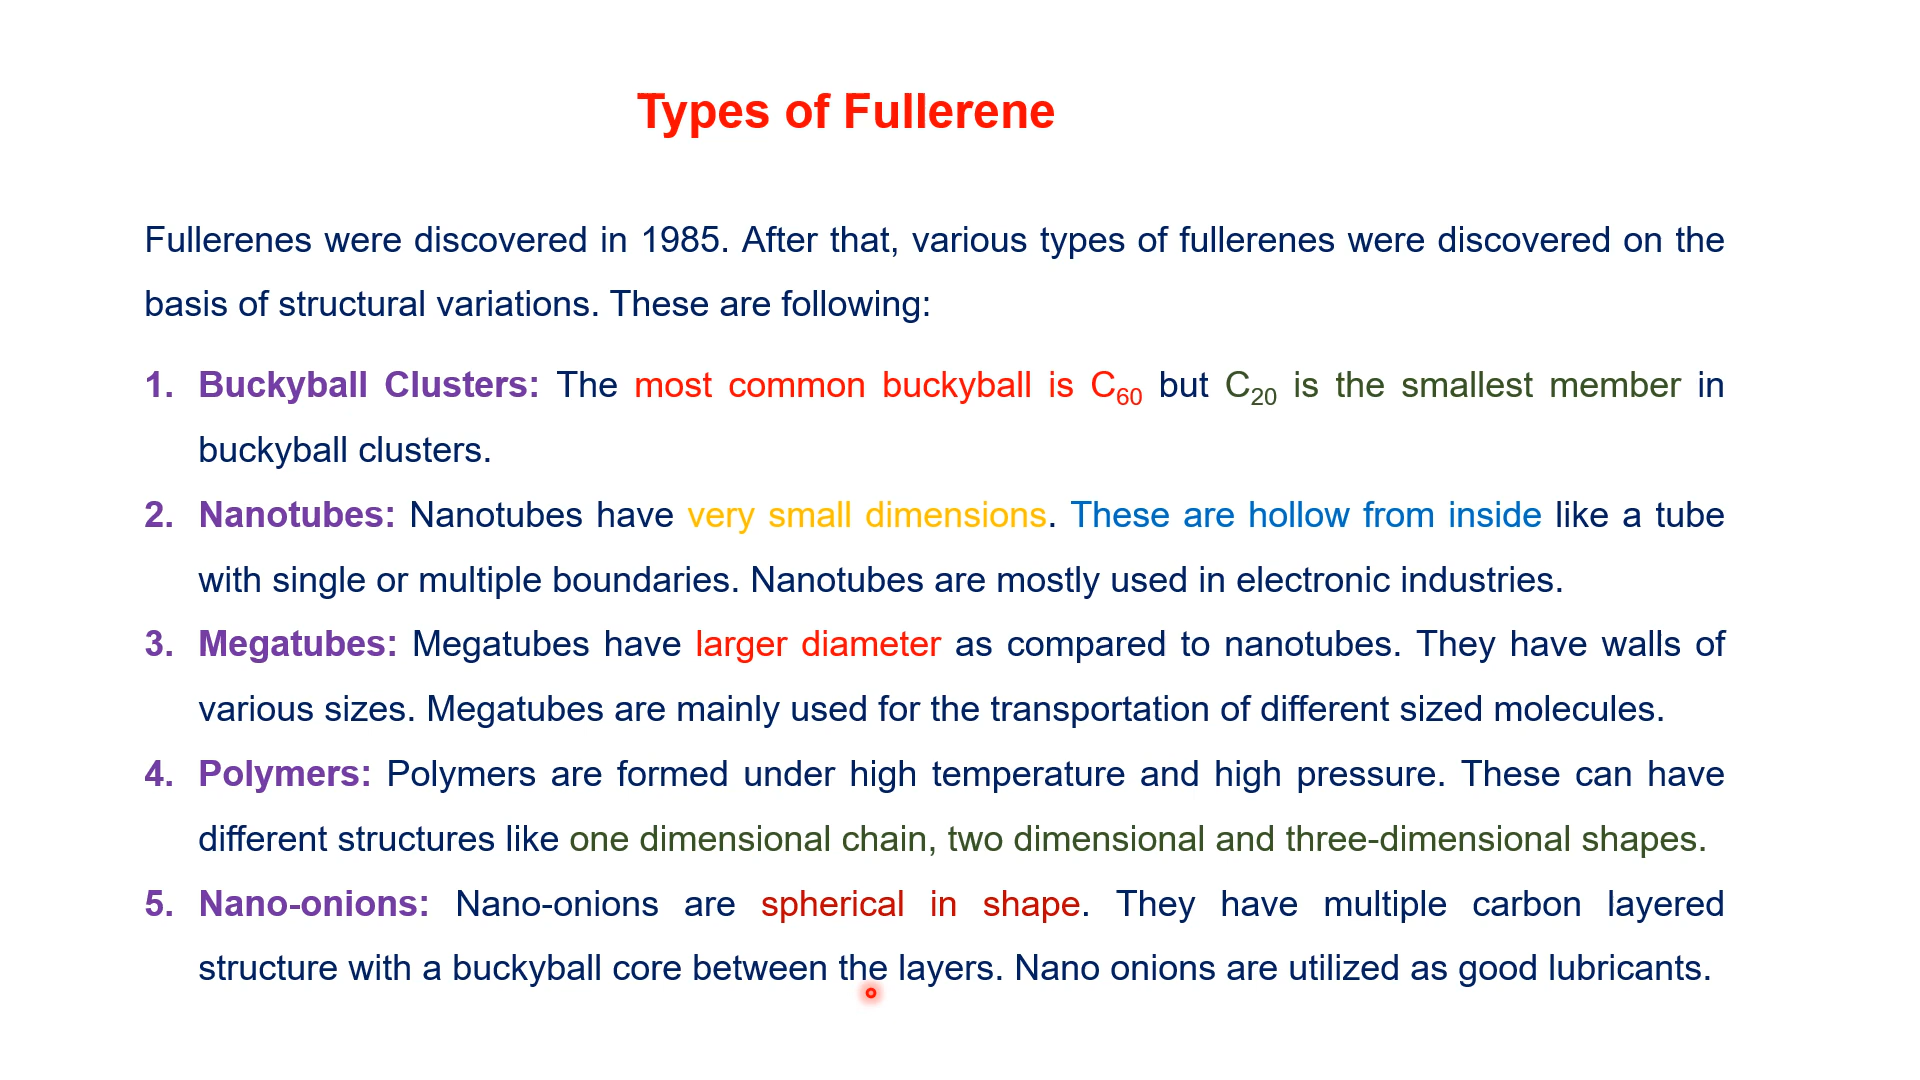 Types of Fullerene
Fullerenes were discovered in 1985. After that, various types of fullerenes were discovered on the
basis of structural variations. These are following:
1. Buckyball Clusters: The most common buckyball is C₆₀ but C₂₀ is the smallest member in
buckyball clusters.
2. Nanotubes: Nanotubes have very small dimensions. These are hollow from inside like a tube
with single or multiple boundaries. Nanotubes are mostly used in electronic industries.
3. Megatubes: Megatubes have larger diameter as compared to nanotubes. They have walls of
various sizes. Megatubes are mainly used for the transportation of different sized molecules.
4. Polymers: Polymers are formed under high temperature and high pressure. These can have
different structures like one dimensional chain, two dimensional and three-dimensional shapes.
5. Nano-onions: Nano-onions are spherical in shape. They have multiple carbon layered
structure with a buckyball core between the layers. Nano onions are utilized as good lubricants.